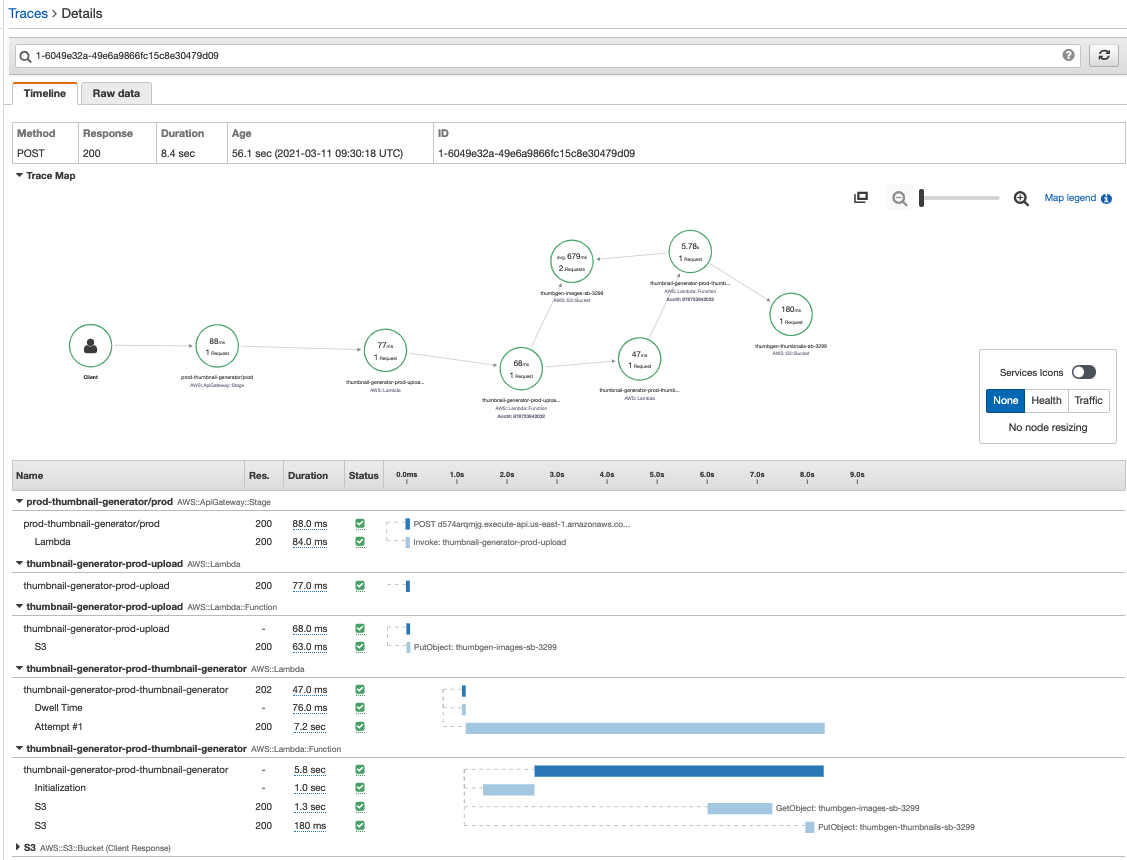 Traces > Details
1-6049e32a-49e6a9866fc15c8e30479d09
Timeline Raw data
Method Response Duration Age ID
POST 200 8.4 sec 56.1 sec (2021-03-11 09:30:18 UTC) 1-6049e32a-49e6a9866fc15c8e30479d09
Trace Map
Map legend
Client
88ms
1 Request
prod-thumbnail-generator/prod
AWS::ApiGateway::Stage
77ms
1 Request
thumbnail-generator-prod-uploa...
AWS::Lambda
68ms
1 Request
thumbnail-generator-prod-uploa...
AWS::Lambda::Function
avg. 679ms
2 Requests
thumbgen-images-sb-3299
AWS::S3::Bucket
47ms
1 Request
thumbnail-generator-prod-thumb...
AWS::Lambda
5.78s
1 Request
thumbnail-generator-prod-thumb...
AWS::Lambda::Function
180ms
1 Request
thumbgen-thumbnails-sb-3299
AWS::S3::Bucket
Services Icons
None Health Traffic
No node resizing
Name Res. Duration Status 0.0ms 1.0s 2.0s 3.0s 4.0s 5.0s 6.0s 7.0s 8.0s 9.0s
prod-thumbnail-generator/prod AWS::ApiGateway::Stage
prod-thumbnail-generator/prod 200 88.0 ms POST d574arqmjg.execute-api.us-east-1.amazonaws.co...
Lambda 200 84.0 ms Invoke: thumbnail-generator-prod-upload
thumbnail-generator-prod-upload AWS::Lambda
thumbnail-generator-prod-upload 200 77.0 ms
thumbnail-generator-prod-upload AWS::Lambda::Function
thumbnail-generator-prod-upload - 68.0 ms
S3 200 63.0 ms PutObject: thumbgen-images-sb-3299
thumbnail-generator-prod-thumbnail-generator AWS::Lambda
thumbnail-generator-prod-thumbnail-generator 202 47.0 ms
Dwell Time - 76.0 ms
Attempt #1 200 7.2 sec
thumbnail-generator-prod-thumbnail-generator AWS::Lambda::Function
thumbnail-generator-prod-thumbnail-generator - 5.8 sec
Initialization - 1.0 sec
S3 200 1.3 sec GetObject: thumbgen-images-sb-3299
S3 200 180 ms PutObject: thumbgen-thumbnails-sb-3299
S3 AWS::S3::Bucket (Client Response)